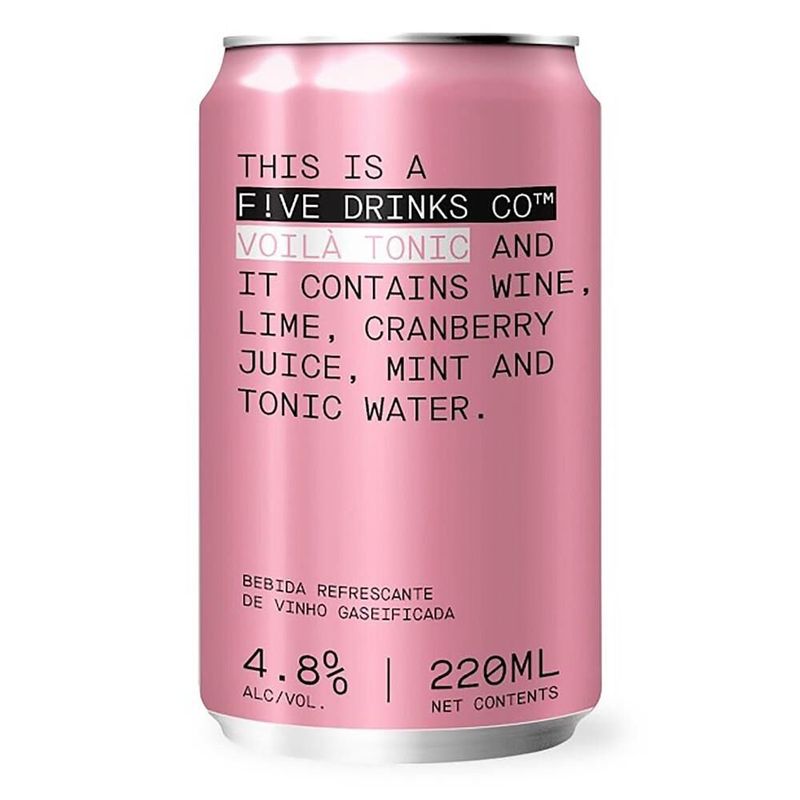 THIS IS A
F!VE DRINKS CO™
VOILÀ TONIC AND
IT CONTAINS WINE,
LIME, CRANBERRY
JUICE, MINT AND
TONIC WATER.
BEBIDA REFRESCANTE
DE VINHO GASEIFICADA
4.8% | 220ML
ALC/VOL. NET CONTENTS